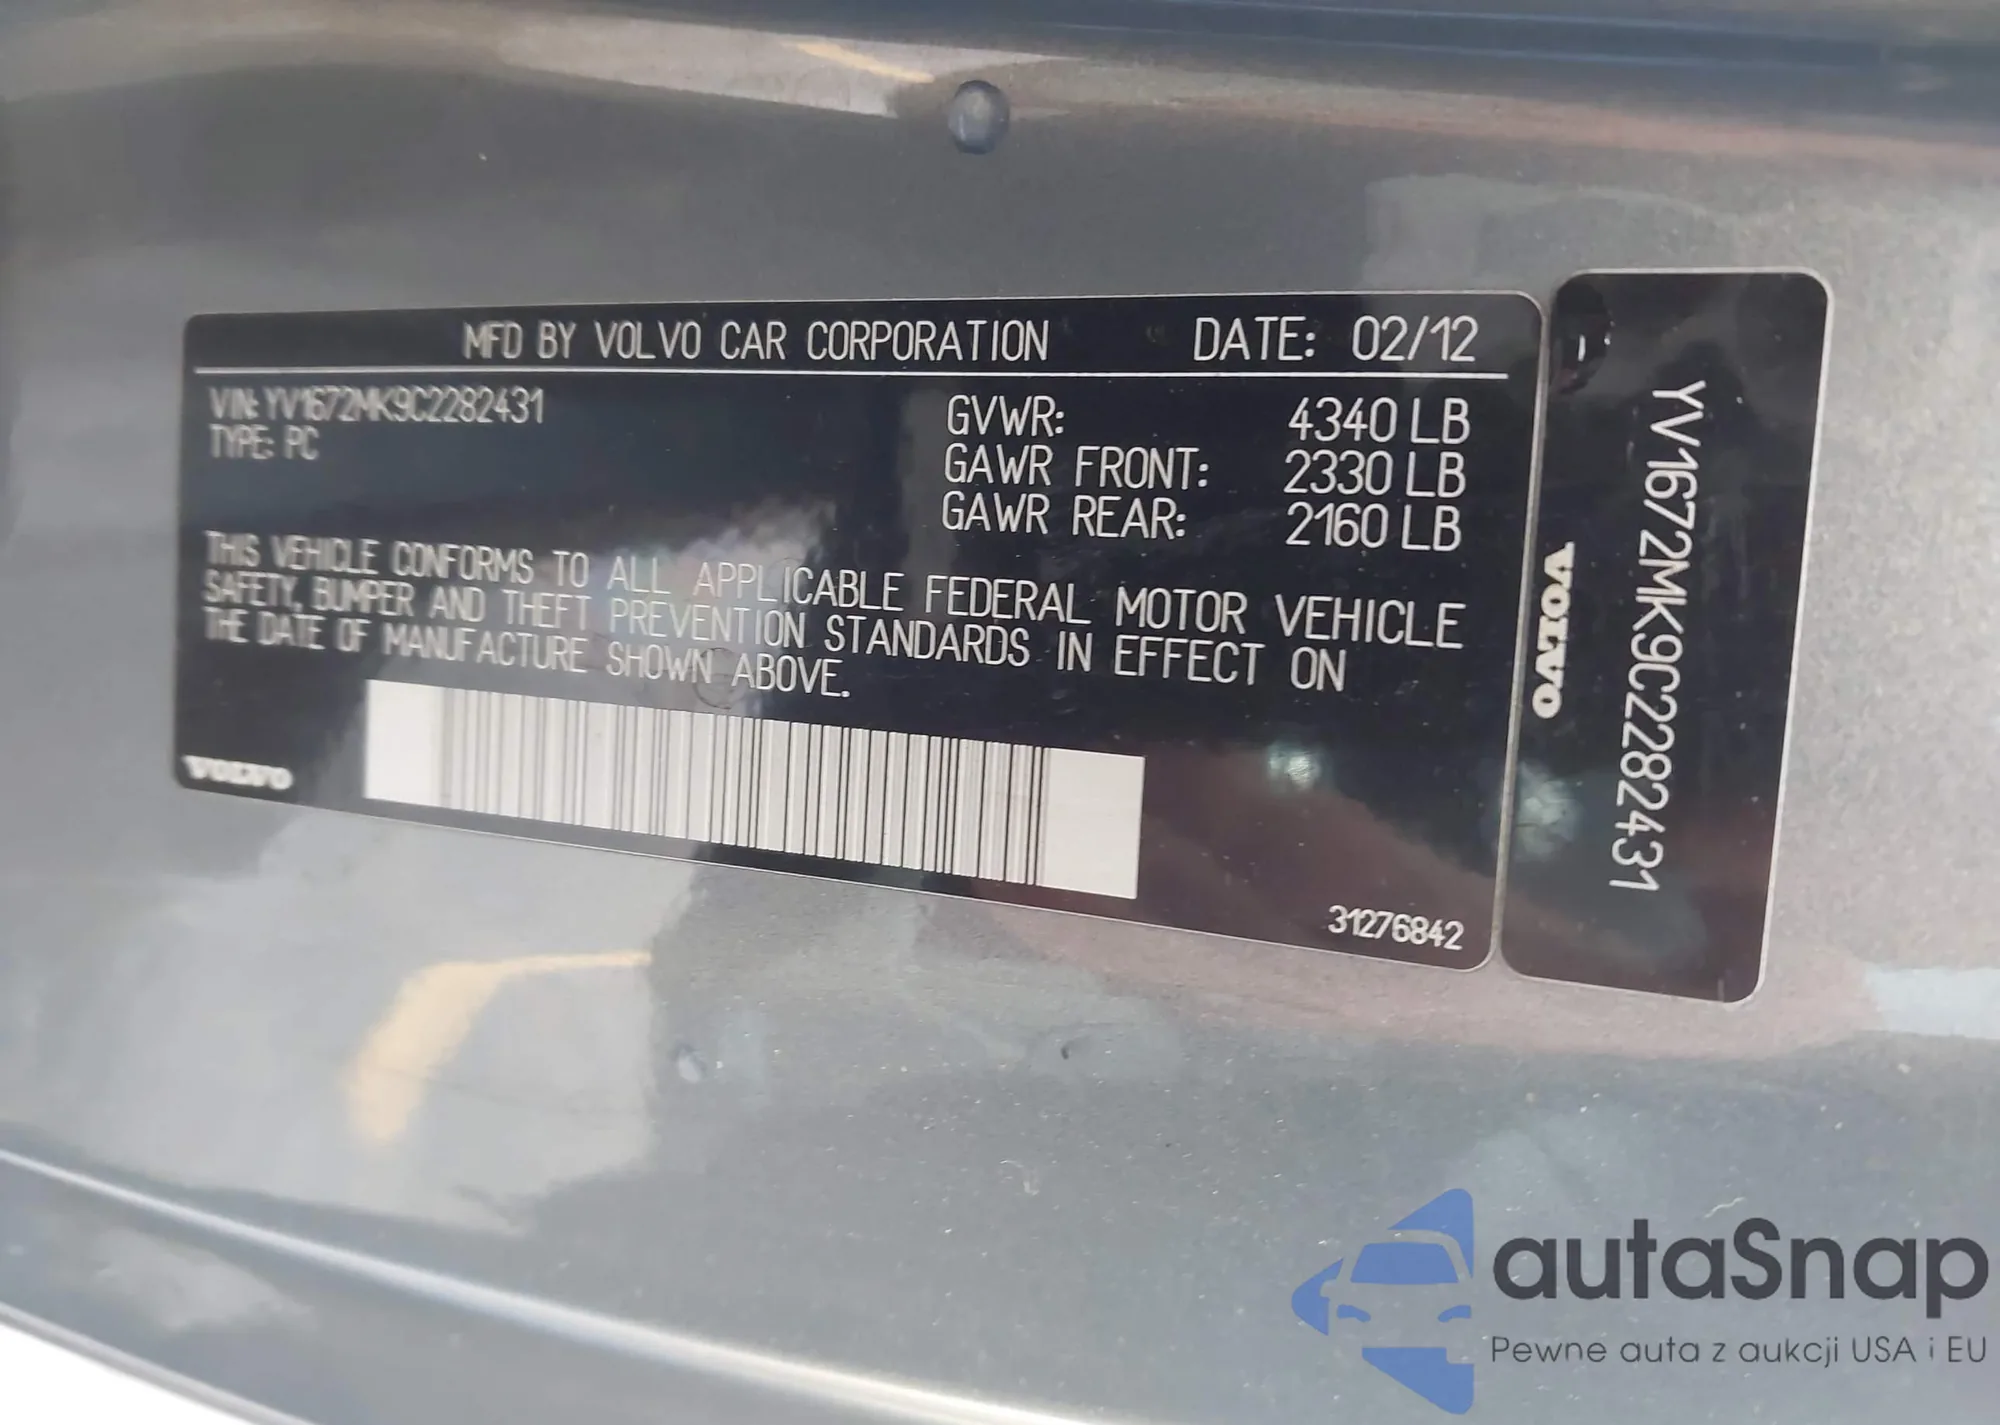 MFD BY VOLVO CAR CORPORATION DATE: 02/12
VIN: YV1672MK9C2282431
TYPE: PC
GVWR: 4340 LB
GAWR FRONT: 2330 LB
GAWR REAR: 2160 LB
THIS VEHICLE CONFORMS TO ALL APPLICABLE FEDERAL MOTOR VEHICLE
SAFETY, BUMPER AND THEFT PREVENTION STANDARDS IN EFFECT ON
THE DATE OF MANUFACTURE SHOWN ABOVE.
VOLVO
31276842
VOLVO
YV1672MK9C2282431
autaSnap
Pewne auta z aukcji USA i EU